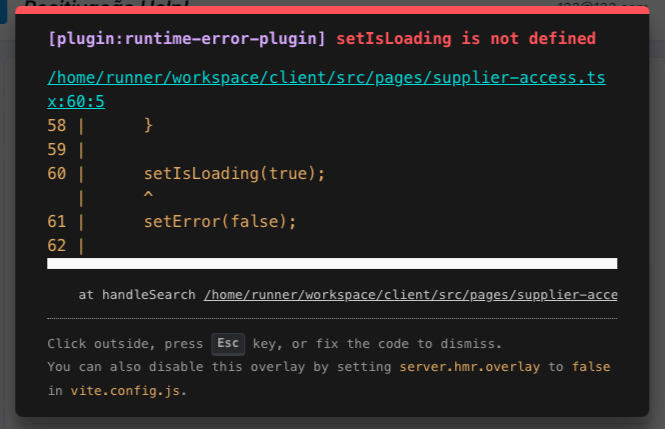 [plugin:runtime-error-plugin] setIsLoading is not defined
/home/runner/workspace/client/src/pages/supplier-access.ts
x:60:5
58 |      }
59 |
60 |      setIsLoading(true);
   |      ^
61 |      setError(false);
62 |
at handleSearch /home/runner/workspace/client/src/pages/supplier-acce
Click outside, press Esc key, or fix the code to dismiss.
You can also disable this overlay by setting server.hmr.overlay to false
in vite.config.js.